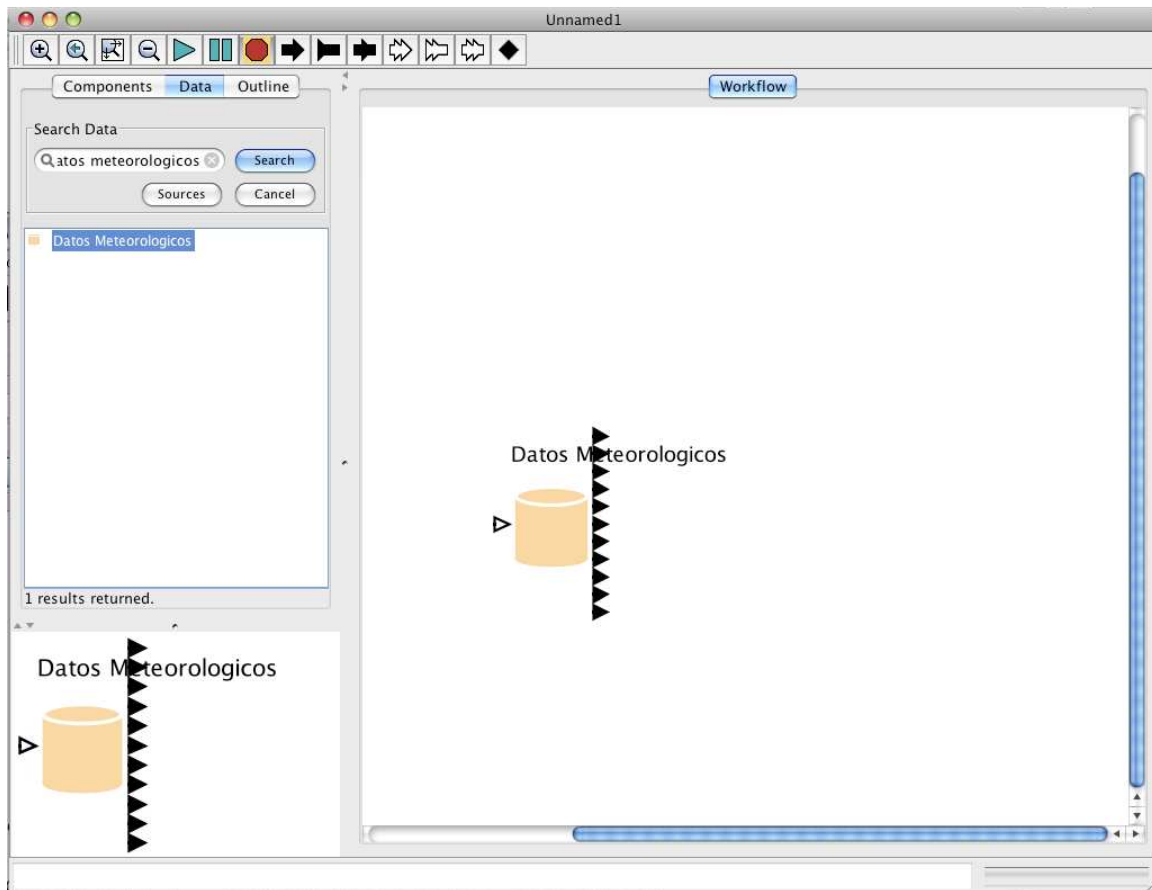 Unnamed1
Components Data Outline
Workflow
Search Data
atos meteorologicos
Search
Sources
Cancel
Datos Meteorologicos
1 results returned.
Datos Meteorologicos
Datos Meteorologicos